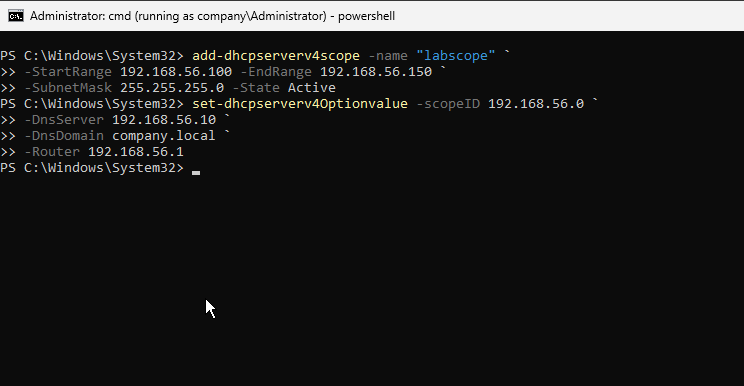 Administrator: cmd (running as company\Administrator) - powershell
PS C:\Windows\System32> add-dhcpserverv4scope -name "labscope" `
>> -StartRange 192.168.56.100 -EndRange 192.168.56.150 `
>> -SubnetMask 255.255.255.0 -State Active
PS C:\Windows\System32> set-dhcpserverv4Optionvalue -scopeID 192.168.56.0 `
>> -DnsServer 192.168.56.10 `
>> -DnsDomain company.local `
>> -Router 192.168.56.1
PS C:\Windows\System32>